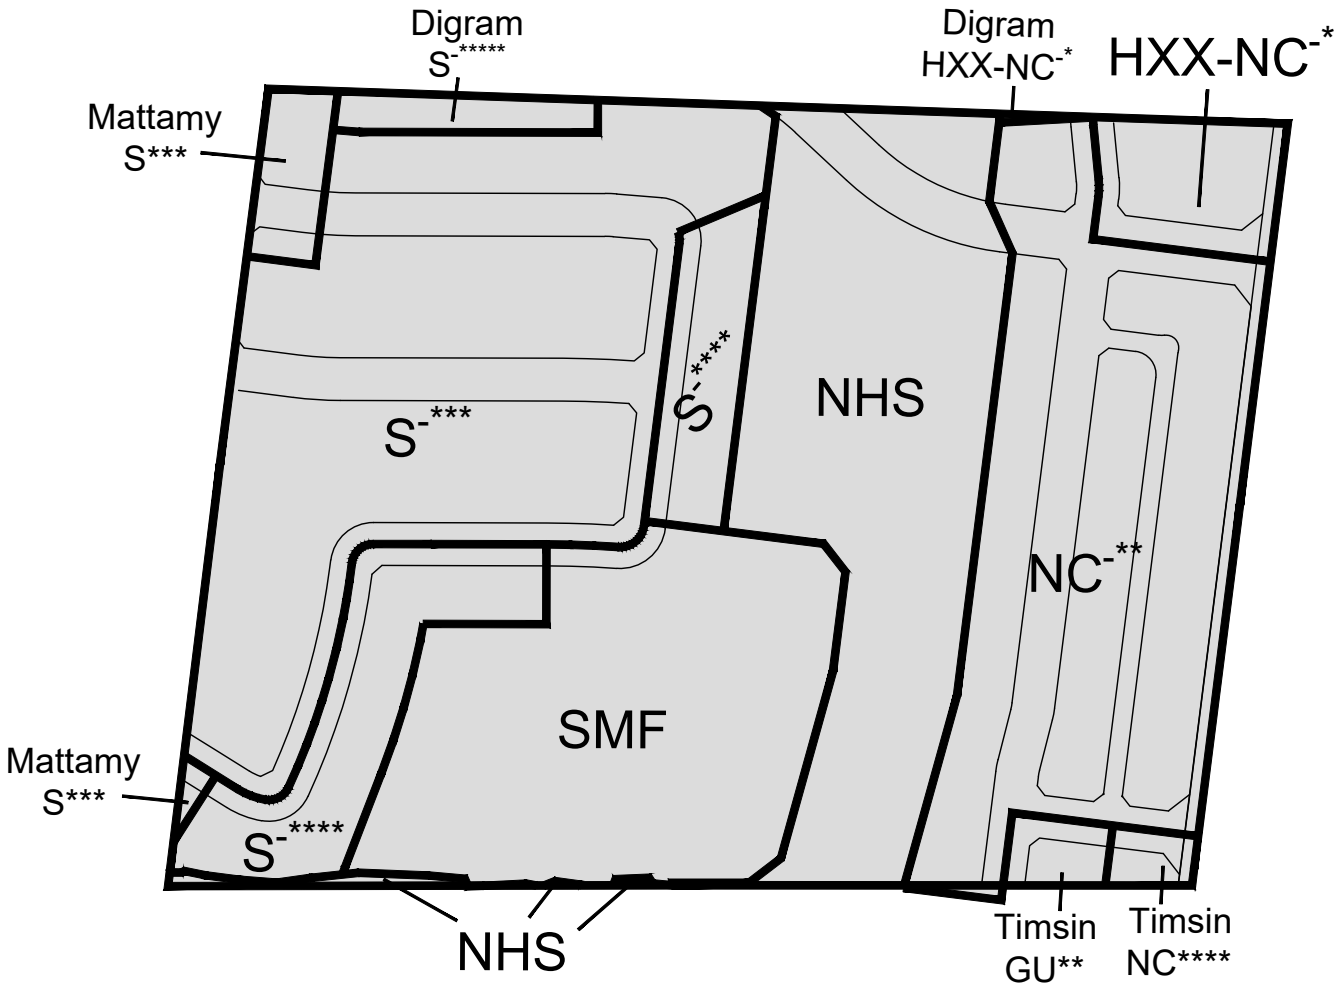 Digram
S-*****
Digram
HXX-NC-*
HXX-NC-*
Mattamy
S***
S-****
NHS
S-***
NC-**
SMF
Mattamy
S***
S-****
NHS
Timsin
GU**
Timsin
NC****